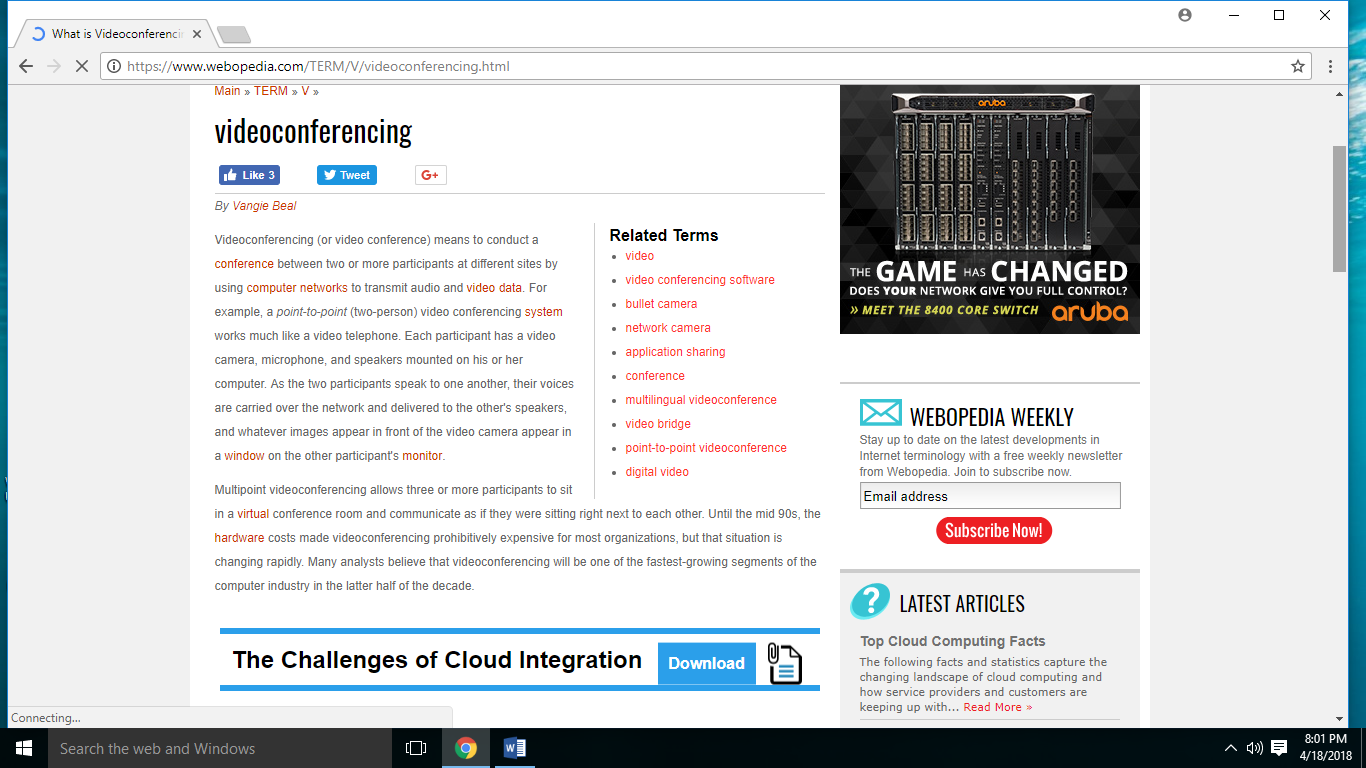 What is Videoconferenci
https://www.webopedia.com/TERM/V/videoconferencing.html
Main » TERM » V »
videoconferencing
Like 3
Tweet
G+
By Vangie Beal
Videoconferencing (or video conference) means to conduct a
conference between two or more participants at different sites by
using computer networks to transmit audio and video data. For
example, a point-to-point (two-person) video conferencing system
works much like a video telephone. Each participant has a video
camera, microphone, and speakers mounted on his or her
computer. As the two participants speak to one another, their voices
are carried over the network and delivered to the other's speakers,
and whatever images appear in front of the video camera appear in
a window on the other participant's monitor.
Multipoint videoconferencing allows three or more participants to sit
in a virtual conference room and communicate as if they were sitting right next to each other. Until the mid 90s, the
hardware costs made videoconferencing prohibitively expensive for most organizations, but that situation is
changing rapidly. Many analysts believe that videoconferencing will be one of the fastest-growing segments of the
computer industry in the latter half of the decade.
Related Terms
video
video conferencing software
bullet camera
network camera
application sharing
conference
multilingual videoconference
video bridge
point-to-point videoconference
digital video
The Challenges of Cloud Integration
Download
aruba
THE GAME HAS CHANGED
DOES YOUR NETWORK GIVE YOU FULL CONTROL?
» MEET THE 8400 CORE SWITCH
aruba
WEBOPEDIA WEEKLY
Stay up to date on the latest developments in
Internet terminology with a free weekly newsletter
from Webopedia. Join to subscribe now.
Email address
Subscribe Now!
LATEST ARTICLES
Top Cloud Computing Facts
The following facts and statistics capture the
changing landscape of cloud computing and
how service providers and customers are
keeping up with... Read More »
Connecting...
Search the web and Windows
8:01 PM
4/18/2018